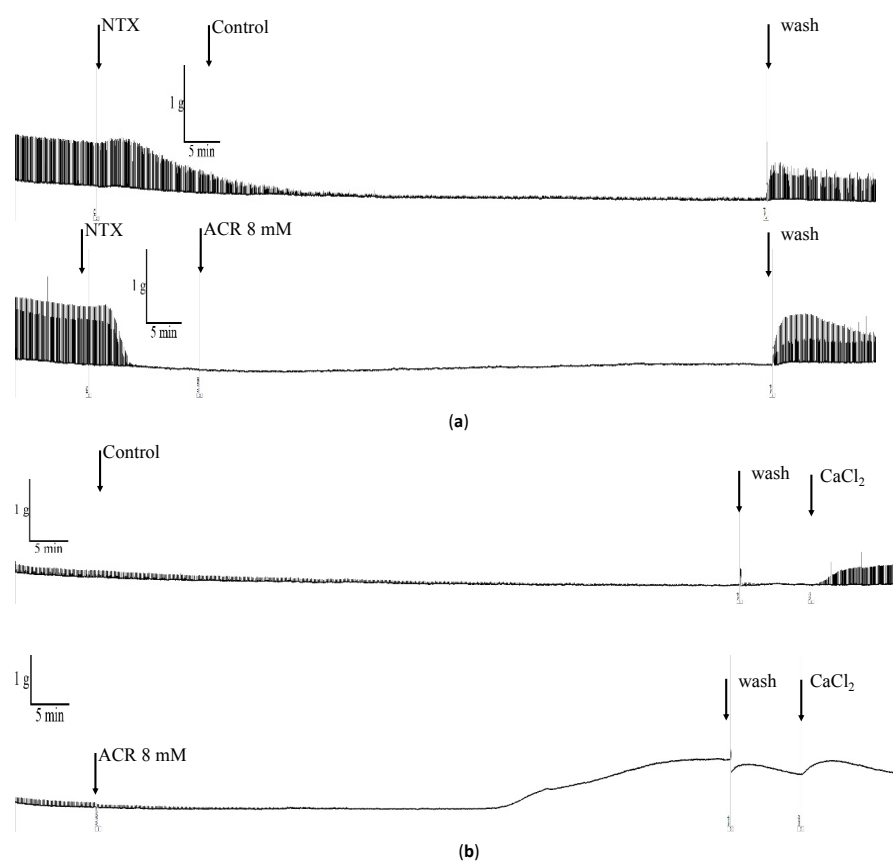 NTX Control wash
1 g
5 min
NTX ACR 8 mM wash
1 g
5 min
(a)
Control wash CaCl₂
1 g
5 min
1 g
5 min
wash CaCl₂
ACR 8 mM
(b)